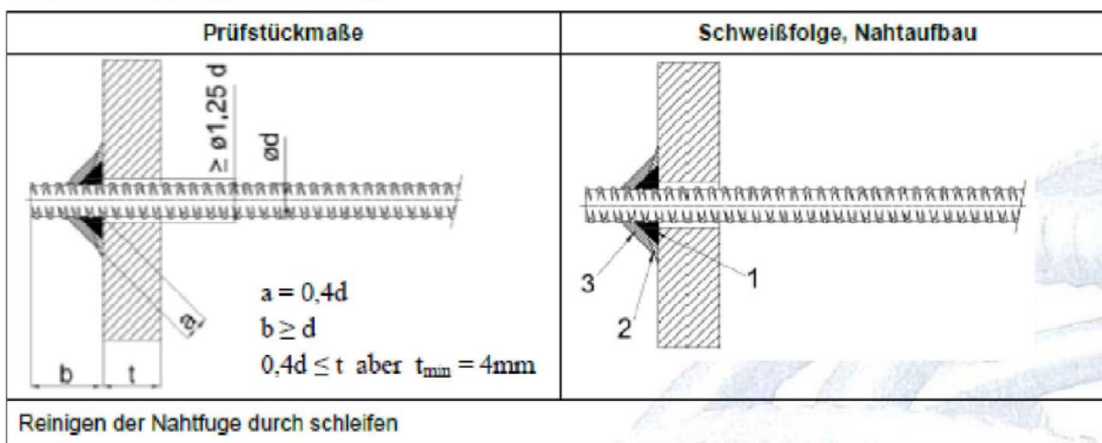 Prüfstückmaße
Schweißfolge, Nahtaufbau
≥ ø1,25 d
ød
a
a = 0,4d
b ≥ d
0,4d ≤ t aber tmin = 4mm
b
t
1
3
2
Reinigen der Nahtfuge durch schleifen